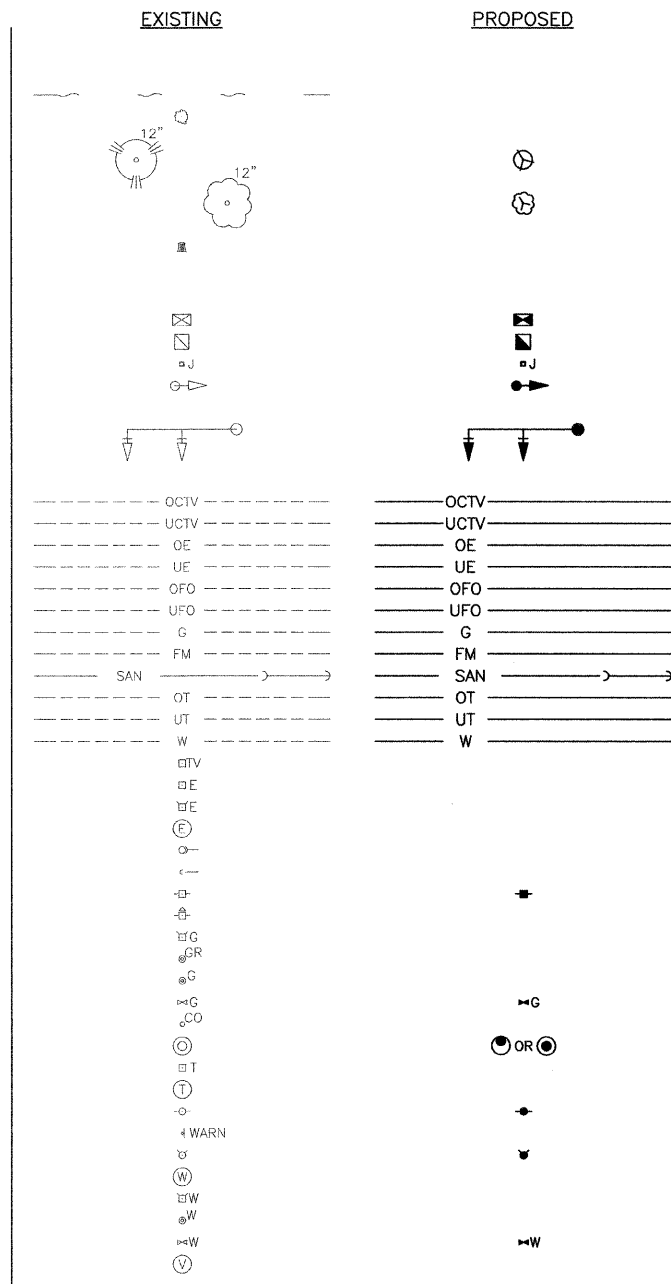 EXISTING PROPOSED
12"
12"
J J
OCTV OCTV
UCTV UCTV
OE OE
UE UE
OFO OFO
UFO UFO
G G
FM FM
SAN SAN
OT OT
UT UT
W W
TV
E
E
E
G
GR
G
G G
CO
OR
T
T
WARN
W
W
W
W W
V